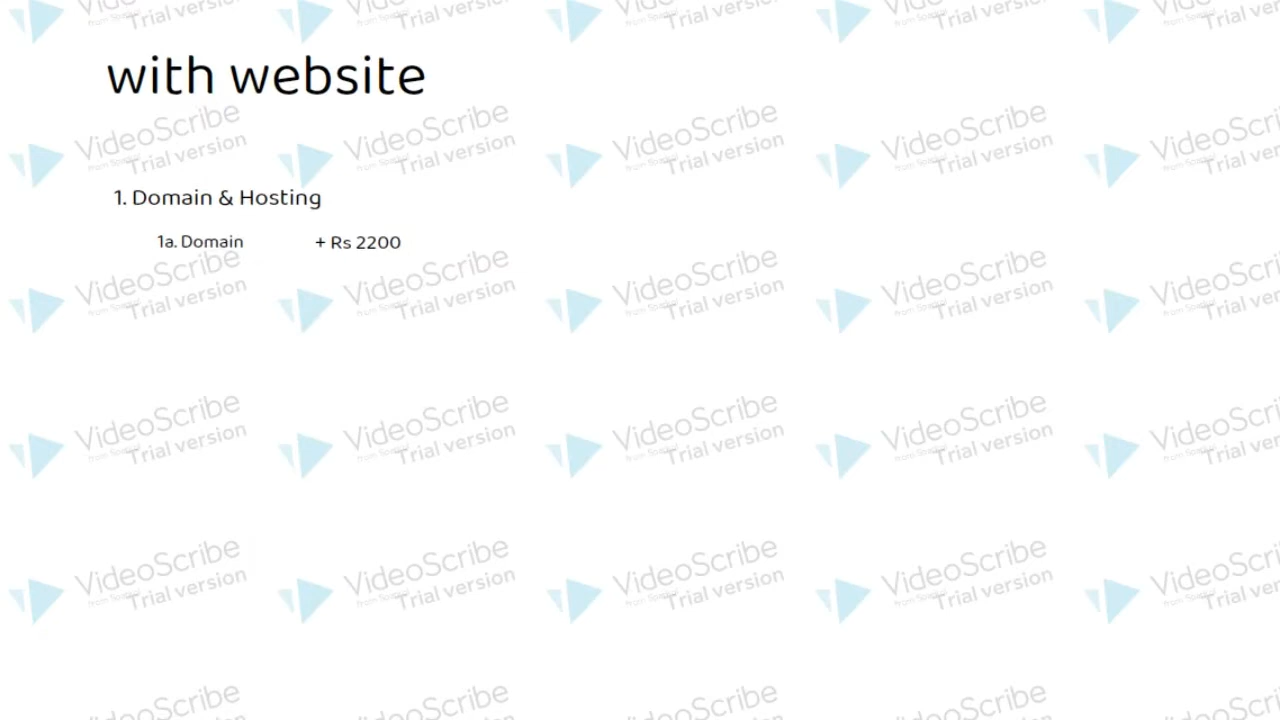 with website
1. Domain & Hosting
1a. Domain + Rs 2200
VideoScribe
Trial version